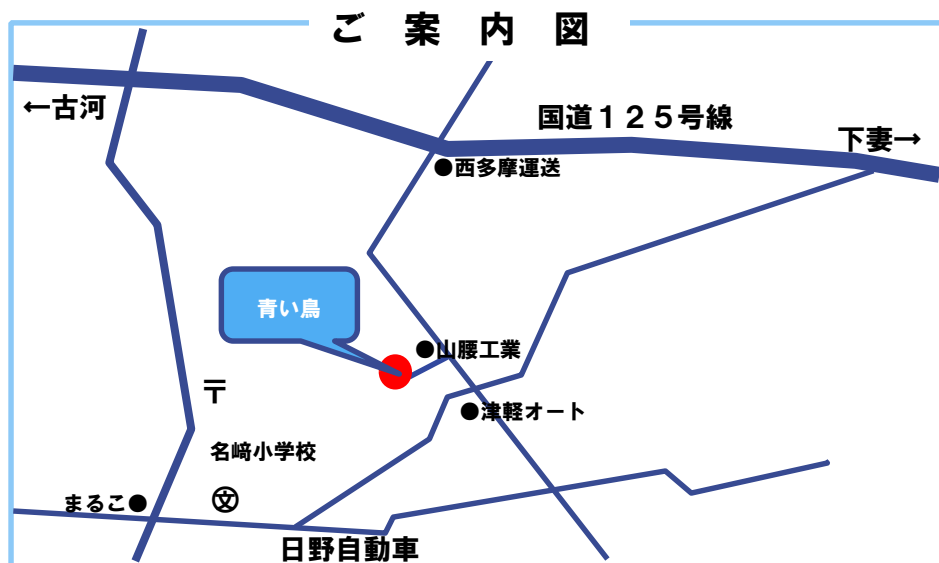 ご案内図
←古河
国道１２５号線
下妻→
●西多摩運送
青い鳥
●山腰工業
〒
●津軽オート
名﨑小学校
まるこ●
文
日野自動車